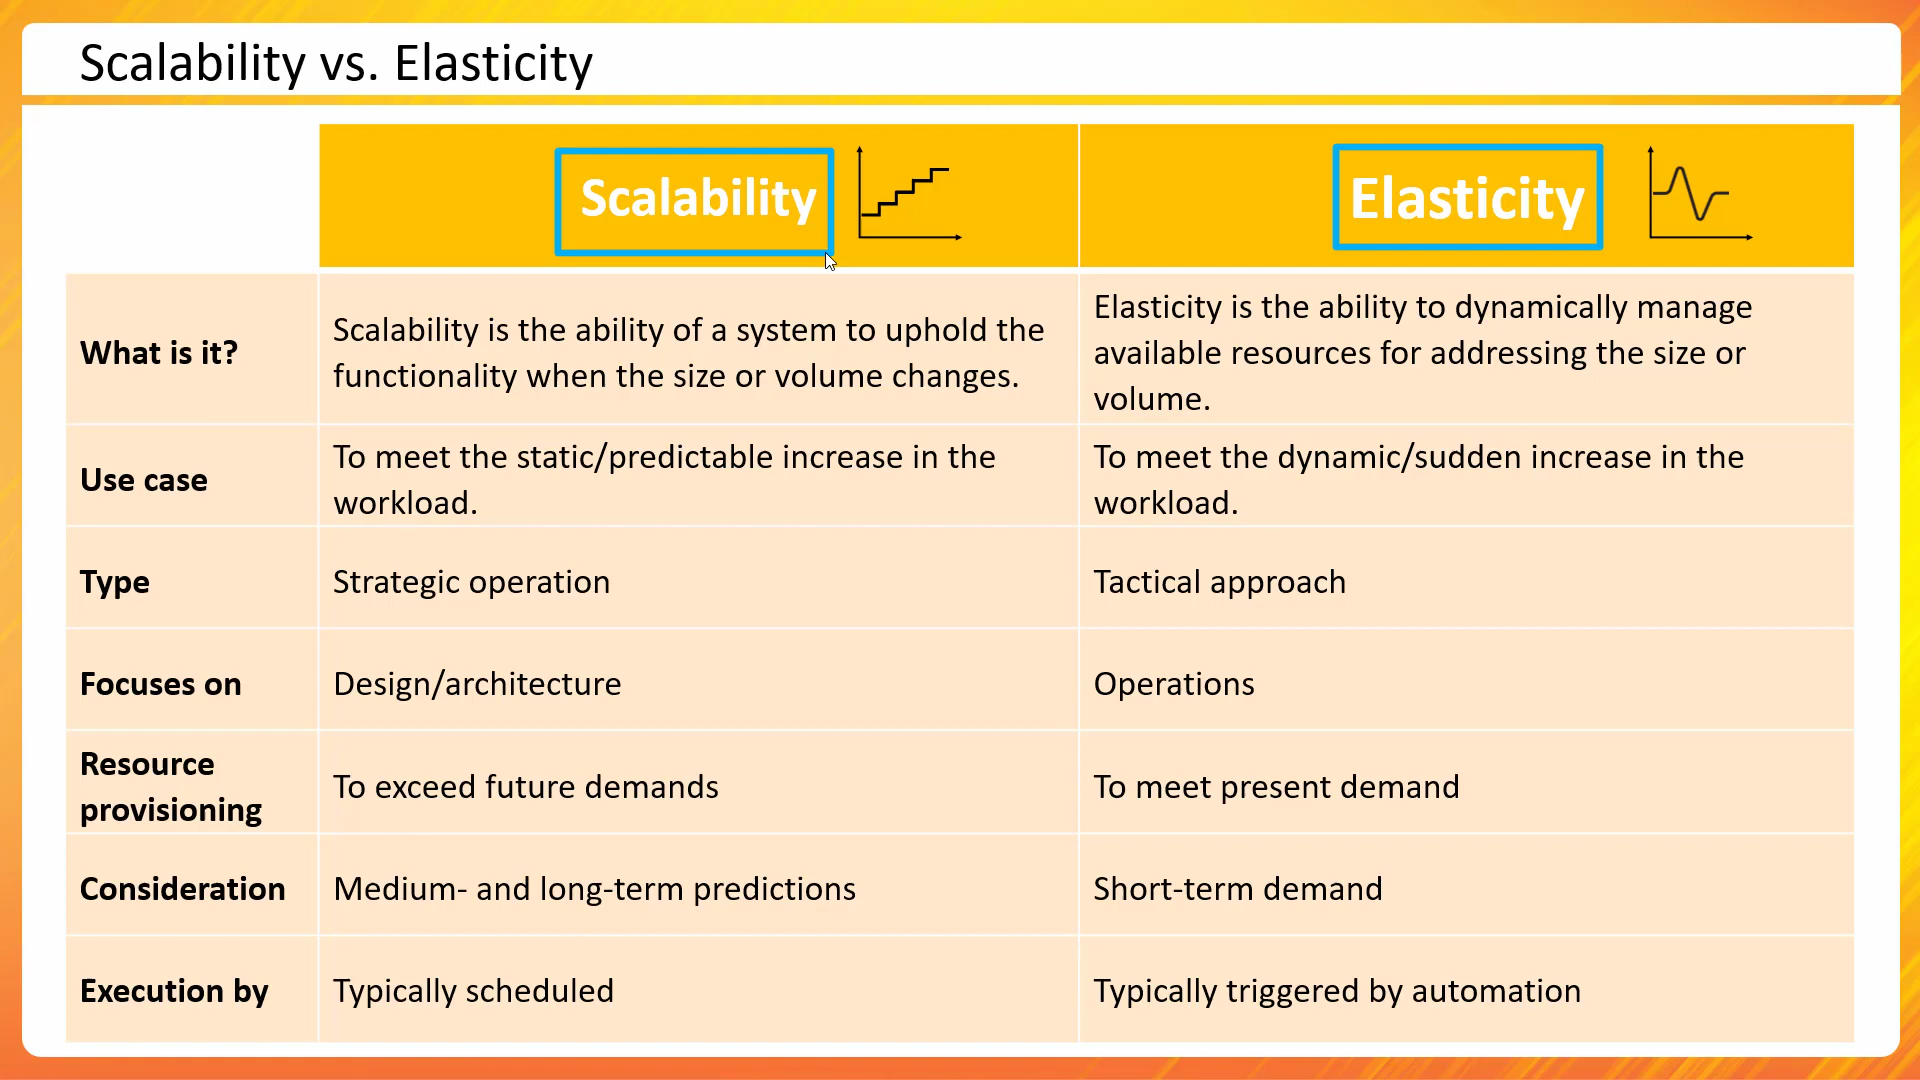 Scalability vs. Elasticity
Scalability
Elasticity
What is it?
Scalability is the ability of a system to uphold the
functionality when the size or volume changes.
Elasticity is the ability to dynamically manage
available resources for addressing the size or
volume.
Use case
To meet the static/predictable increase in the
workload.
To meet the dynamic/sudden increase in the
workload.
Type
Strategic operation
Tactical approach
Focuses on
Design/architecture
Operations
Resource
provisioning
To exceed future demands
To meet present demand
Consideration
Medium- and long-term predictions
Short-term demand
Execution by
Typically scheduled
Typically triggered by automation